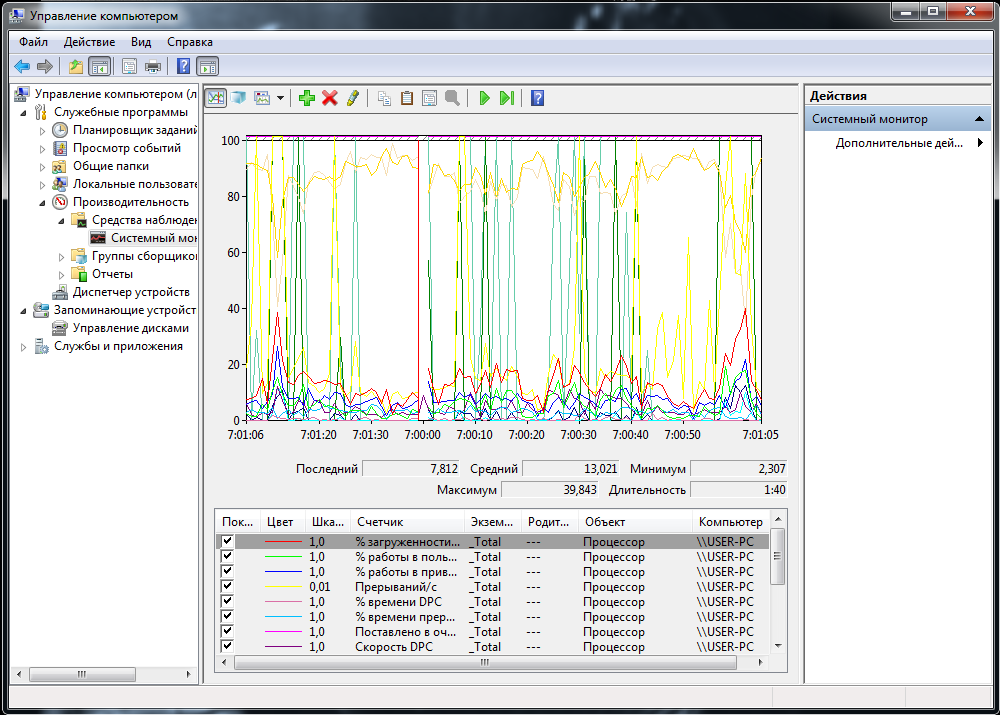 Управление компьютером
Файл Действие Вид Справка
Управление компьютером (л
Служебные программы
Планировщик заданий
Просмотр событий
Общие папки
Локальные пользовате
Производительность
Средства наблюден
Системный мон
Группы сборщиков
Отчеты
Диспетчер устройств
Запоминающие устройст
Управление дисками
Службы и приложения
100
80
60
40
20
0
7:01:06 7:01:20 7:01:30 7:00:00 7:00:10 7:00:20 7:00:30 7:00:40 7:00:50 7:01:05
Последний 7,812 Средний 13,021 Минимум 2,307
Максимум 39,843 Длительность 1:40
Пок... Цвет Шка... Счетчик Экзем... Родит... Объект Компьютер
1,0 % загруженности... _Total --- Процессор \\USER-PC
1,0 % работы в поль... _Total --- Процессор \\USER-PC
1,0 % работы в прив... _Total --- Процессор \\USER-PC
0,01 Прерываний/с _Total --- Процессор \\USER-PC
1,0 % времени DPC _Total --- Процессор \\USER-PC
1,0 % времени прер... _Total --- Процессор \\USER-PC
1,0 Поставлено в оч... _Total --- Процессор \\USER-PC
1,0 Скорость DPC _Total --- Процессор \\USER-PC
Действия
Системный монитор
Дополнительные дей...